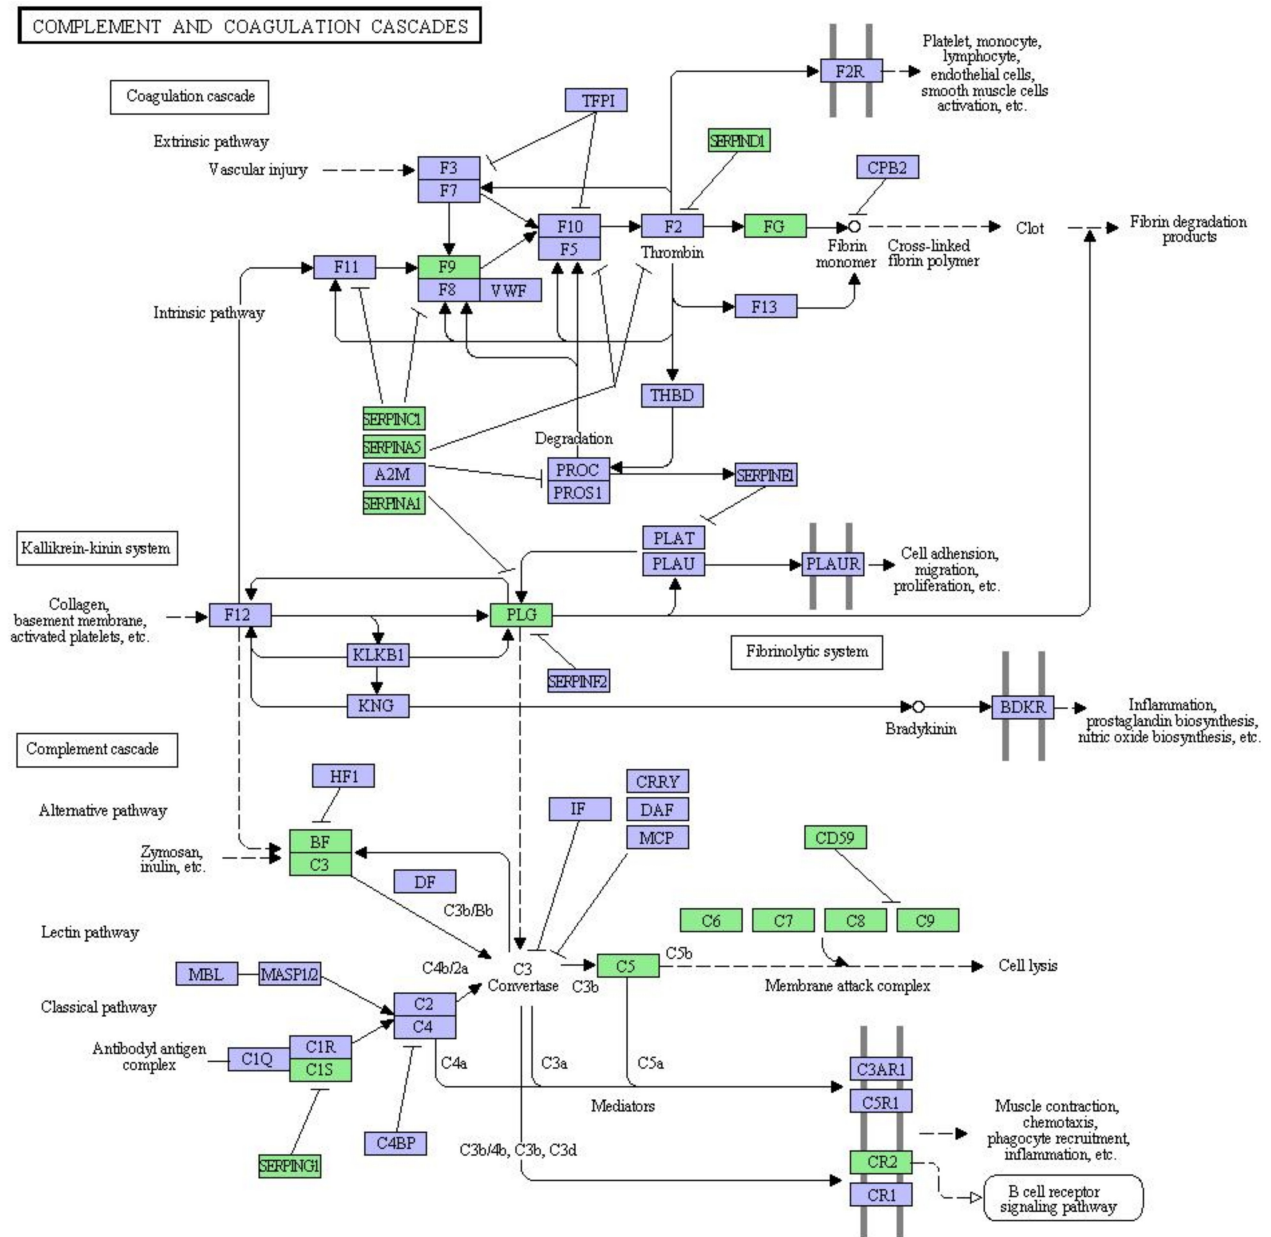 COMPLEMENT AND COAGULATION CASCADES
Platelet, monocyte,
lymphocyte,
endothelial cells,
smooth muscle cells
activation, etc.
F2R
Coagulation cascade
TFPI
Extrinsic pathway
SERPIND1
Vascular injury
F3
CPB2
F7
F10
F2
FG
Clot
Fibrin degradation
products
F5
Thrombin
Fibrin
monomer
Cross-linked
fibrin polymer
F11
F9
F8
VWF
F13
Intrinsic pathway
THBD
SERPINC1
SERPINA5
Degradation
A2M
PROC
SERPINE1
SERPINA1
PROS1
PLAT
Kallikrein-kinin system
PLAU
PLAUR
Cell adhension,
migration,
proliferation, etc.
Collagen,
basement membrane,
activated platelets, etc.
F12
PLG
KLKB1
Fibrinolytic system
SERPINF2
KNG
Bradykinin
BDKR
Inflammation,
prostaglandin biosynthesis,
nitric oxide biosynthesis, etc.
Complement cascade
HF1
CRRY
Alternative pathway
IF
DAF
MCP
BF
CD59
Zymosan,
inulin, etc.
C3
DF
C3b/Bb
C6
C7
C8
C9
Lectin pathway
C5b
MBL
MASP1/2
C4b/2a
C3
Convertase
C5
C3b
Cell lysis
Membrane attack complex
Classical pathway
C2
C4
Antibodyl antigen
complex
C1Q
C1R
C1S
C4a
C3a
C5a
C3AR1
Mediators
C5R1
Muscle contraction,
chemotaxis,
phagocyte recruitment,
inflammation, etc.
C4BP
C3b/4b, C3b, C3d
SERPING1
CR2
CR1
B cell receptor
signaling pathway